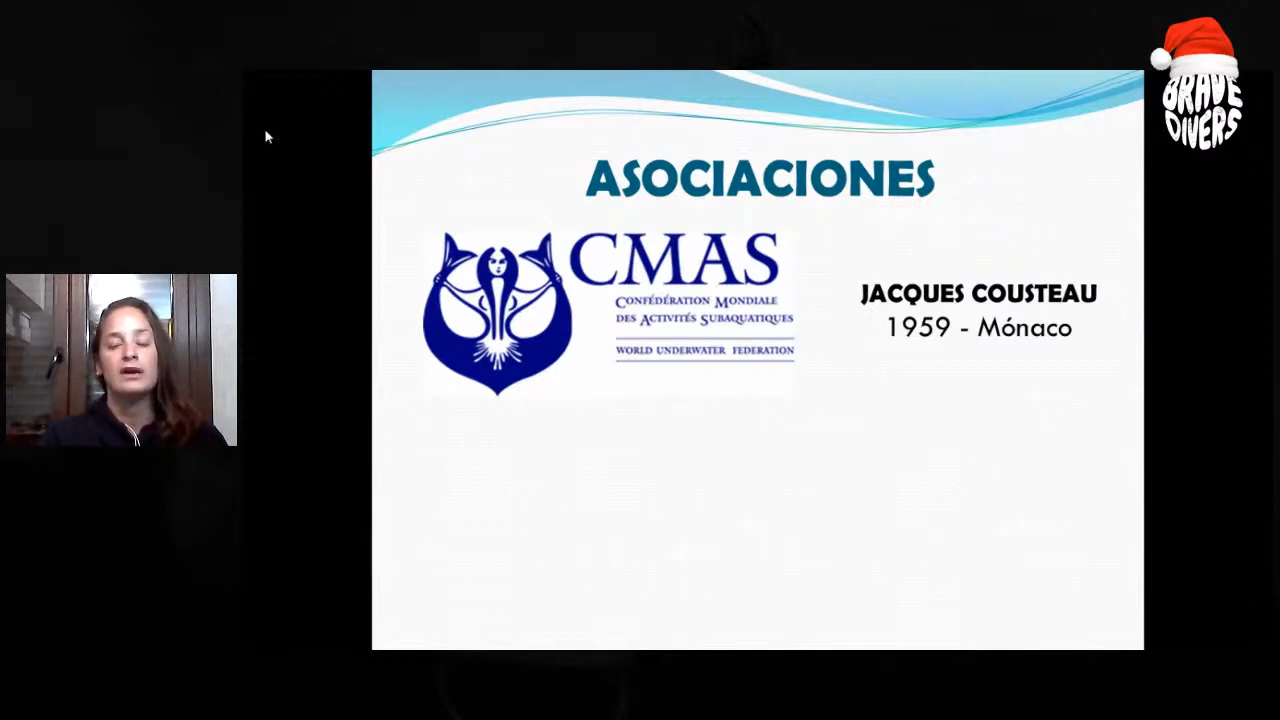 BRAVE
DIVERS
ASOCIACIONES
CMAS
CONFÉDÉRATION MONDIALE
DES ACTIVITÉS SUBAQUATIQUES
WORLD UNDERWATER FEDERATION
JACQUES COUSTEAU
1959 - Mónaco